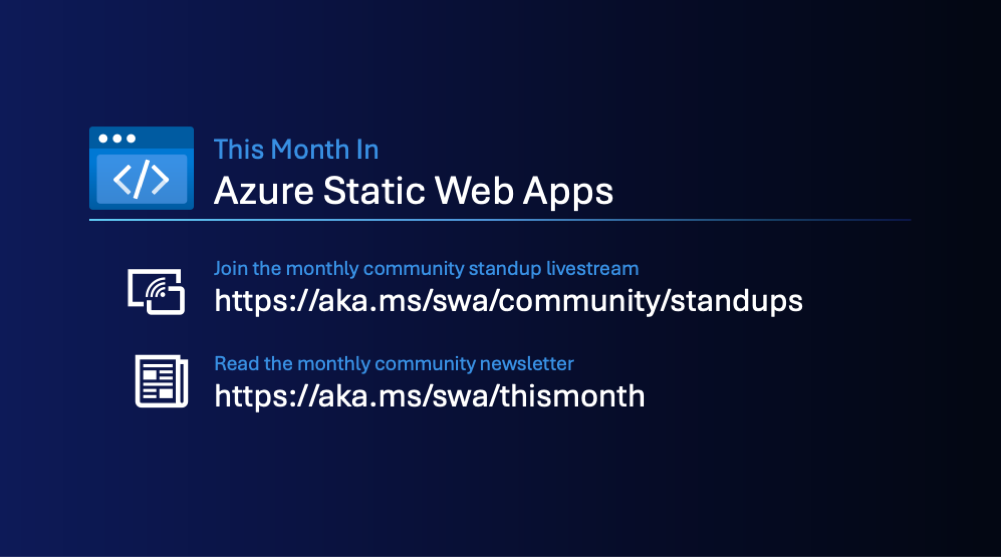 This Month In
Azure Static Web Apps
Join the monthly community standup livestream
https://aka.ms/swa/community/standups
Read the monthly community newsletter
https://aka.ms/swa/thismonth